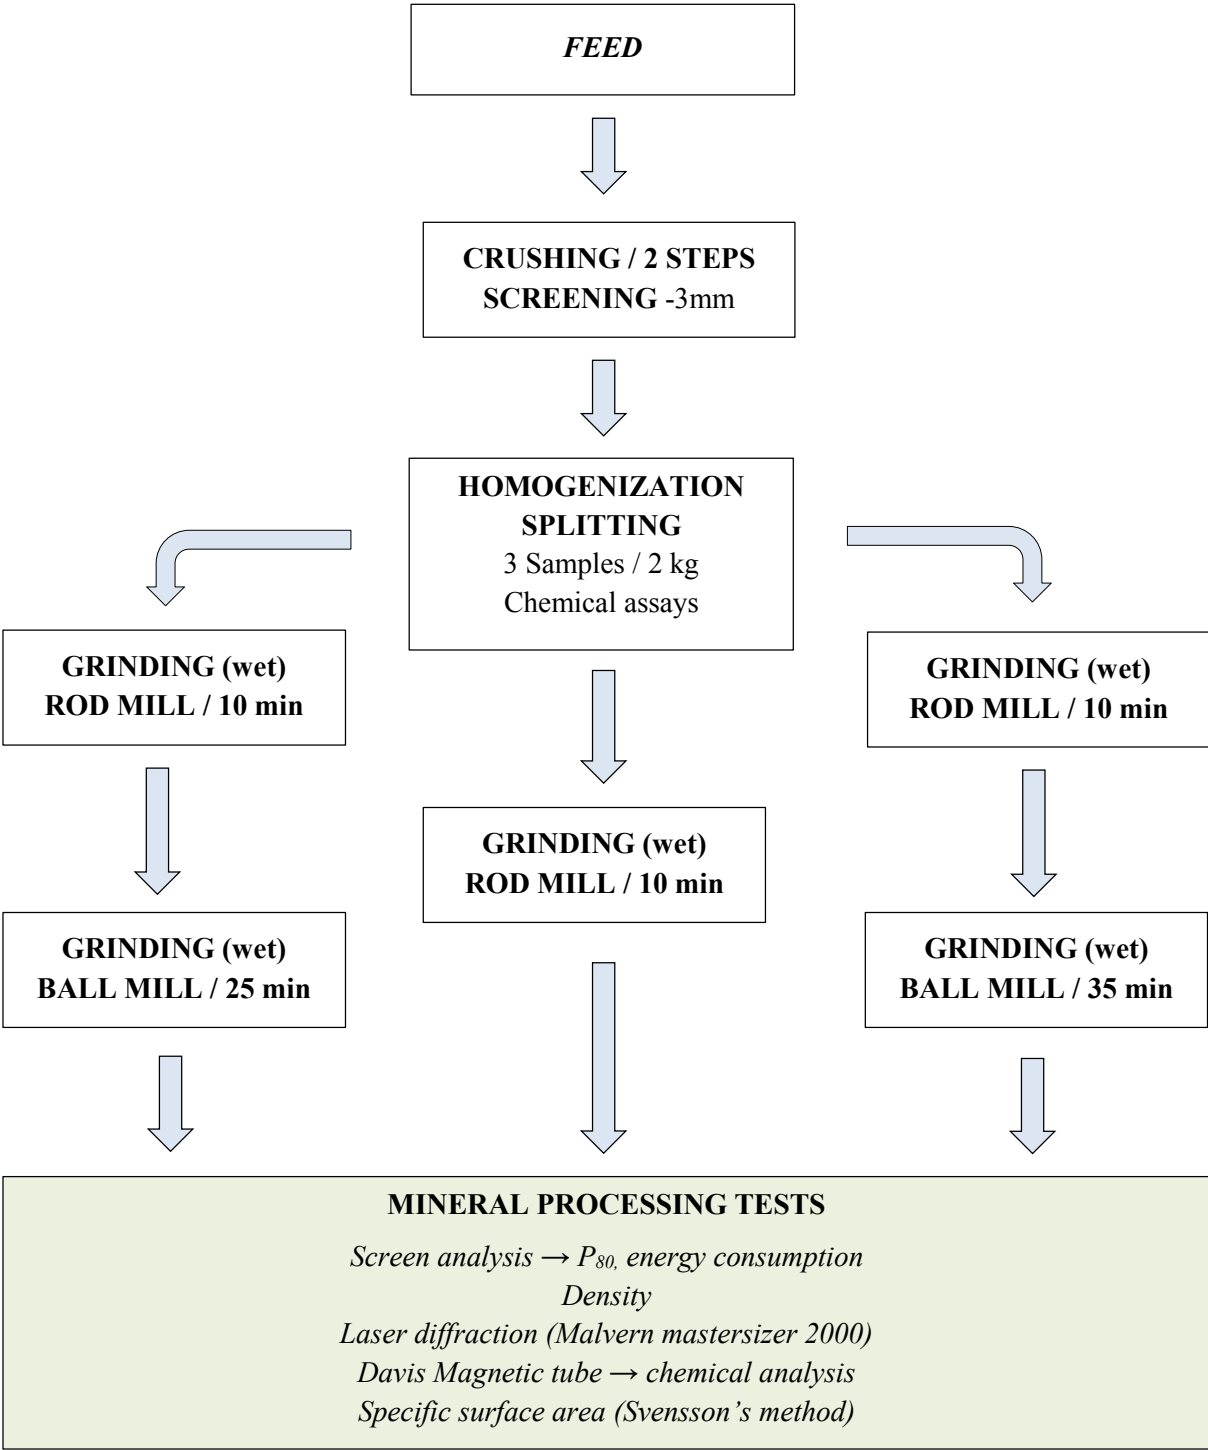 FEED
CRUSHING / 2 STEPS
SCREENING -3mm
HOMOGENIZATION
SPLITTING
3 Samples / 2 kg
Chemical assays
GRINDING (wet)
ROD MILL / 10 min
GRINDING (wet)
ROD MILL / 10 min
GRINDING (wet)
ROD MILL / 10 min
GRINDING (wet)
BALL MILL / 25 min
GRINDING (wet)
BALL MILL / 35 min
MINERAL PROCESSING TESTS
Screen analysis → P80, energy consumption
Density
Laser diffraction (Malvern mastersizer 2000)
Davis Magnetic tube → chemical analysis
Specific surface area (Svensson’s method)